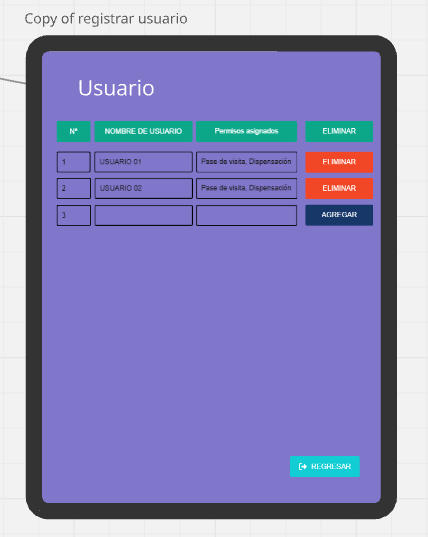 Copy of registrar usuario
Usuario
N° NOMBRE DE USUARIO Permisos asignados ELIMINAR
1 USUARIO 01 Pase de visita, Dispensación ELIMINAR
2 USUARIO 02 Pase de visita, Dispensación ELIMINAR
3 AGREGAR
REGRESAR